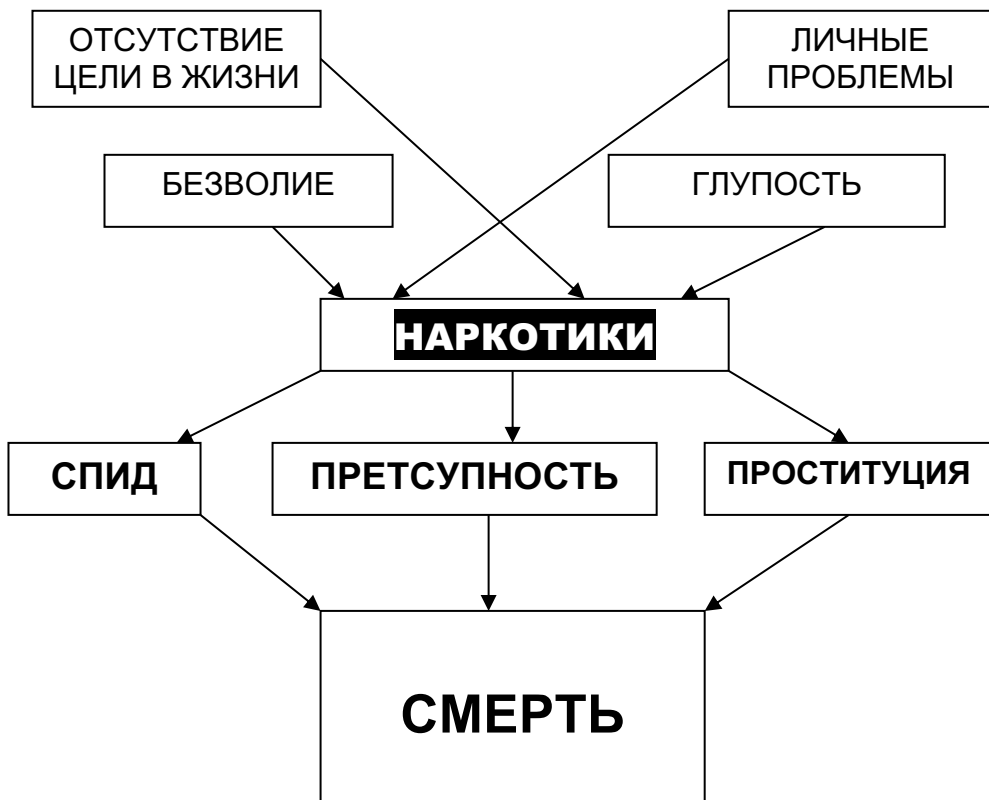 ОТСУТСТВИЕ
ЦЕЛИ В ЖИЗНИ
ЛИЧНЫЕ
ПРОБЛЕМЫ
БЕЗВОЛИЕ
ГЛУПОСТЬ
НАРКОТИКИ
СПИД
ПРЕТСУПНОСТЬ
ПРОСТИТУЦИЯ
СМЕРТЬ